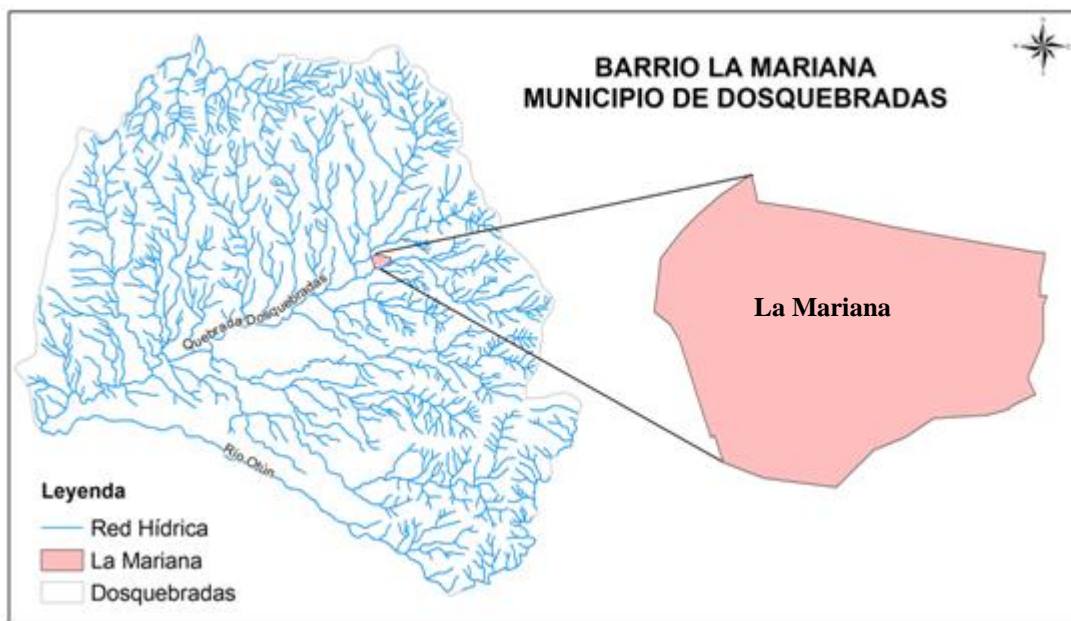 BARRIO LA MARIANA
MUNICIPIO DE DOSQUEBRADAS
La Mariana
Quebrada Dosquebradas
Río Otún
Leyenda
Red Hídrica
La Mariana
Dosquebradas